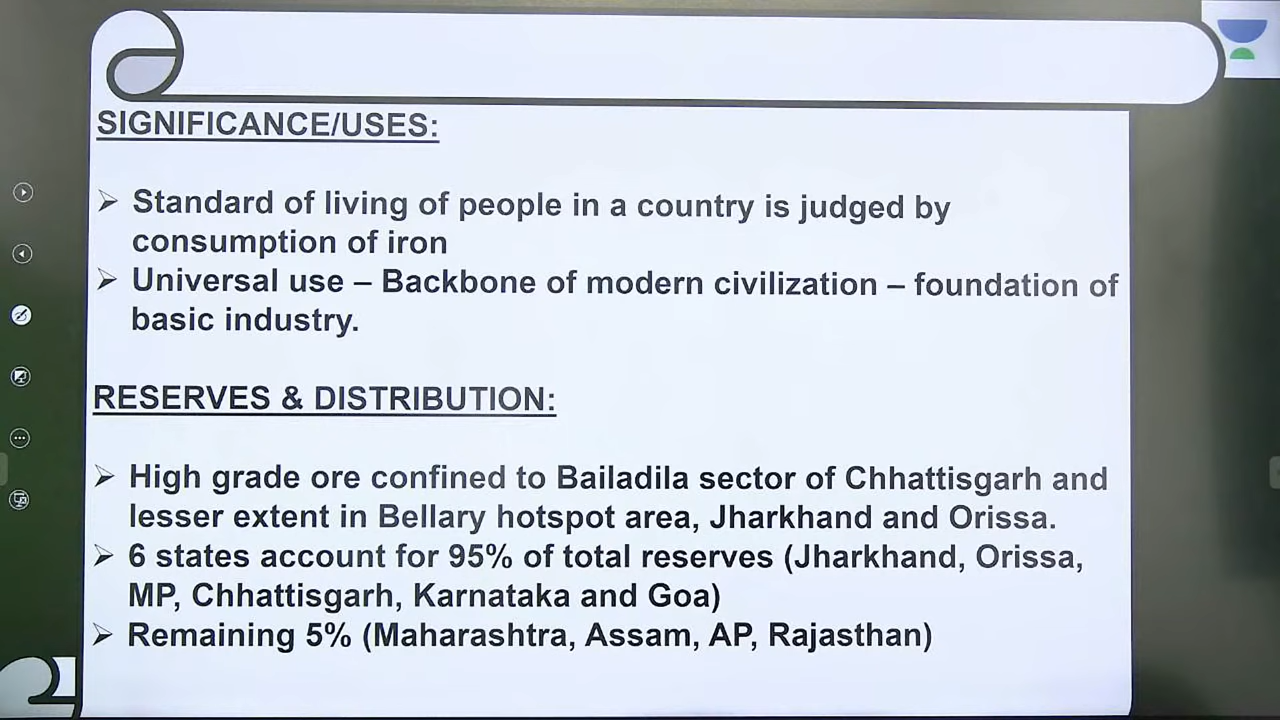 SIGNIFICANCE/USES:
➢ Standard of living of people in a country is judged by
consumption of iron
➢ Universal use – Backbone of modern civilization – foundation of
basic industry.
RESERVES & DISTRIBUTION:
➢ High grade ore confined to Bailadila sector of Chhattisgarh and
lesser extent in Bellary hotspot area, Jharkhand and Orissa.
➢ 6 states account for 95% of total reserves (Jharkhand, Orissa,
MP, Chhattisgarh, Karnataka and Goa)
➢ Remaining 5% (Maharashtra, Assam, AP, Rajasthan)